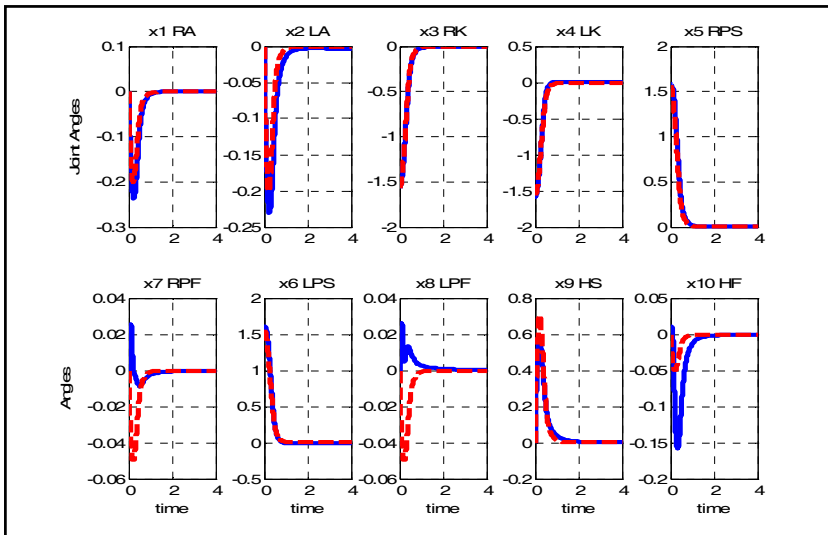 x1 RA
x2 LA
x3 RK
x4 LK
x5 RPS
Joint Angles
0.1
0
-0.1
-0.2
-0.3
0 2 4
0
-0.05
-0.1
-0.15
-0.2
-0.25
0 2 4
0
-0.5
-1
-1.5
-2
0 2 4
0.5
0
-0.5
-1
-1.5
-2
0 2 4
2
1.5
1
0.5
0
0 2 4
x7 RPF
x6 LPS
x8 LPF
x9 HS
x10 HF
Angles
0.04
0.02
0
-0.02
-0.04
-0.06
0 2 4
time
2
1.5
1
0.5
0
-0.5
0 2 4
time
0.04
0.02
0
-0.02
-0.04
-0.06
0 2 4
time
0.8
0.6
0.4
0.2
0
-0.2
0 2 4
time
0.05
0
-0.05
-0.1
-0.15
-0.2
0 2 4
time